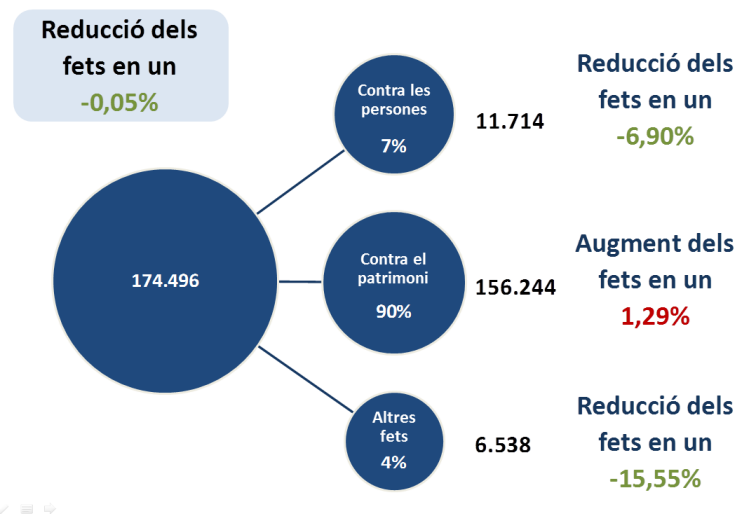 Reducció dels
fets en un
-0,05%
174.496
Contra les
persones
7%
11.714
Reducció dels
fets en un
-6,90%
Contra el
patrimoni
90%
156.244
Augment dels
fets en un
1,29%
Altres
fets
4%
6.538
Reducció dels
fets en un
-15,55%